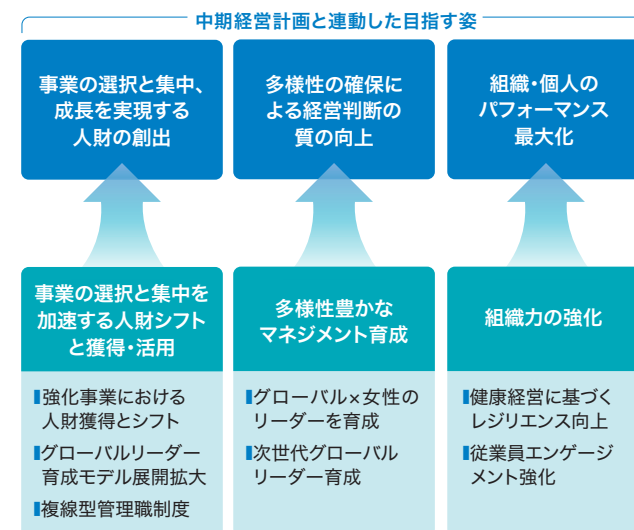 中期経営計画と連動した目指す姿
事業の選択と集中、
成長を実現する
人財の創出
多様性の確保に
よる経営判断の
質の向上
組織・個人の
パフォーマンス
最大化
事業の選択と集中を
加速する人財シフト
と獲得・活用
多様性豊かな
マネジメント育成
組織力の強化
強化事業における
人財獲得とシフト
グローバルリーダー
育成モデル展開拡大
複線型管理職制度
グローバル×女性の
リーダーを育成
次世代グローバル
リーダー育成
健康経営に基づく
レジリエンス向上
従業員エンゲージ
メント強化